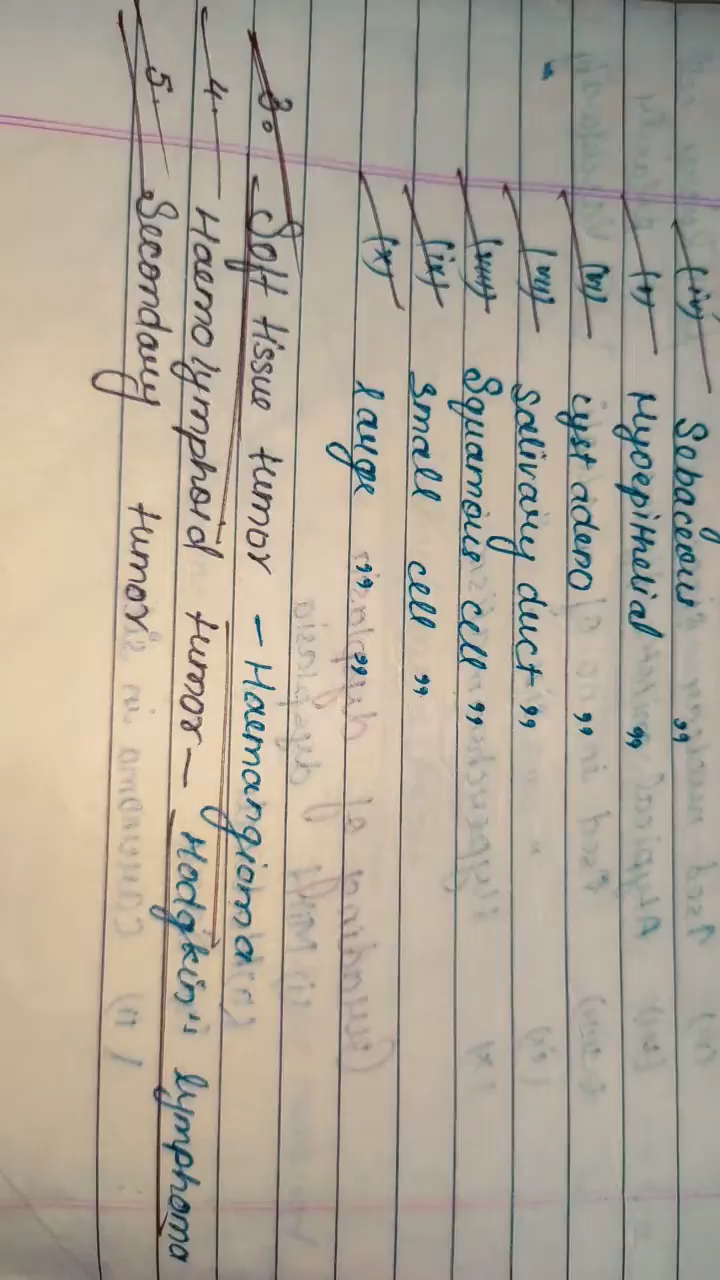 (iv) Sebaceous ,,
(v) Myoepithelial ,,
(vi) cyst adeno ,,
(vii) Salivary duct ,,
(viii) Squamous cell ,,
(ix) Small cell ,,
(x) large ,, ,,
3. Soft tissue tumor - Haemangioma
4. Haemolymphoid tumor - Hodgkin's lymphoma
5. Secondary tumor